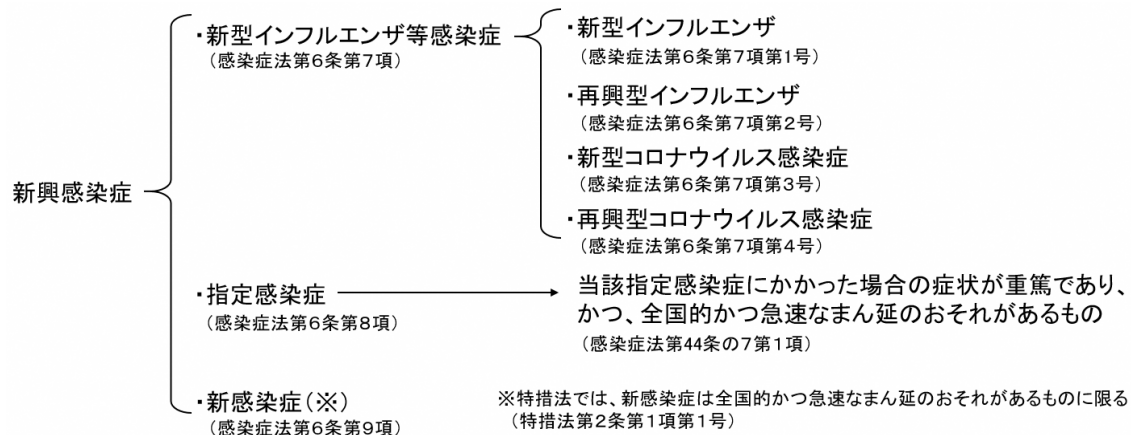 新興感染症
・新型インフルエンザ等感染症
（感染症法第６条第７項）
・新型インフルエンザ
（感染症法第６条第７項第１号）
・再興型インフルエンザ
（感染症法第６条第７項第２号）
・新型コロナウイルス感染症
（感染症法第６条第７項第３号）
・再興型コロナウイルス感染症
（感染症法第６条第７項第４号）
・指定感染症
（感染症法第６条第８項）
当該指定感染症にかかった場合の症状が重篤であり、
かつ、全国的かつ急速なまん延のおそれがあるもの
（感染症法第44条の７第１項）
・新感染症（※）
（感染症法第６条第９項）
※特措法では、新感染症は全国的かつ急速なまん延のおそれがあるものに限る
（特措法第２条第１項第１号）